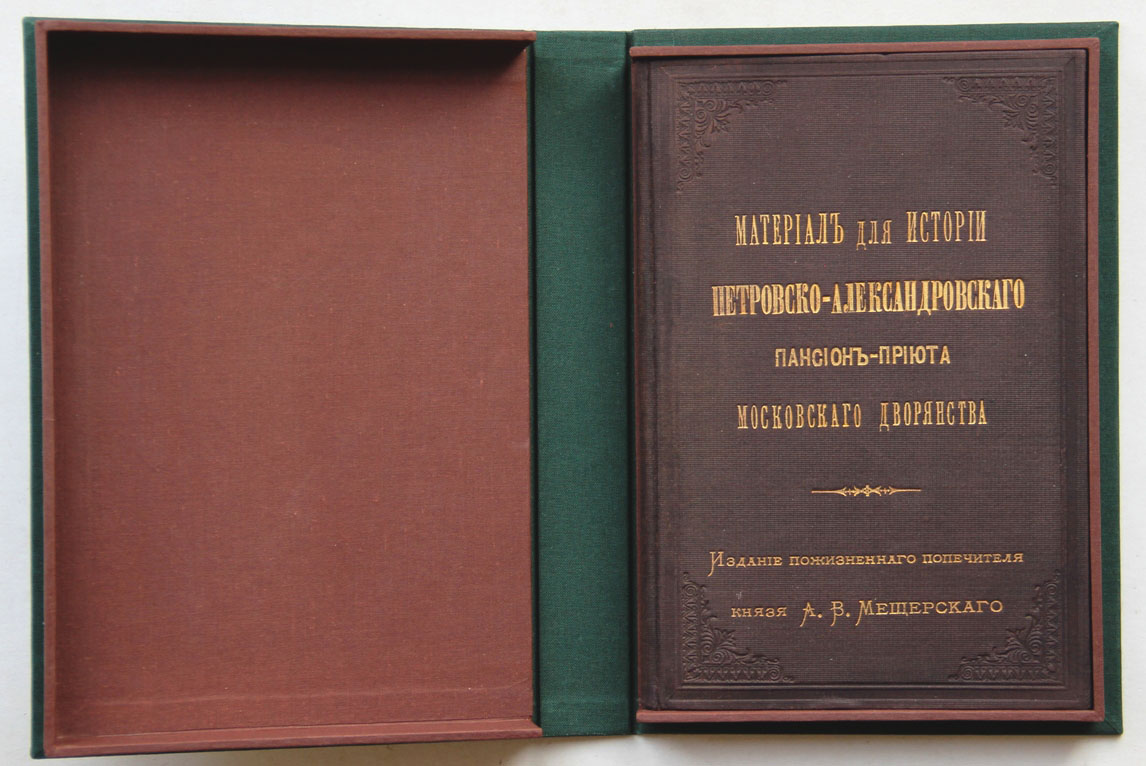 МАТЕРІАЛЪ для ИСТОРІИ
ПЕТРОВСКО-АЛЕКСАНДРОВСКАГО
ПАНСІОНЪ-ПРІЮТА
МОСКОВСКАГО ДВОРЯНСТВА
Изданіе пожизненнаго попечителя
князя А. В. Мещерскаго